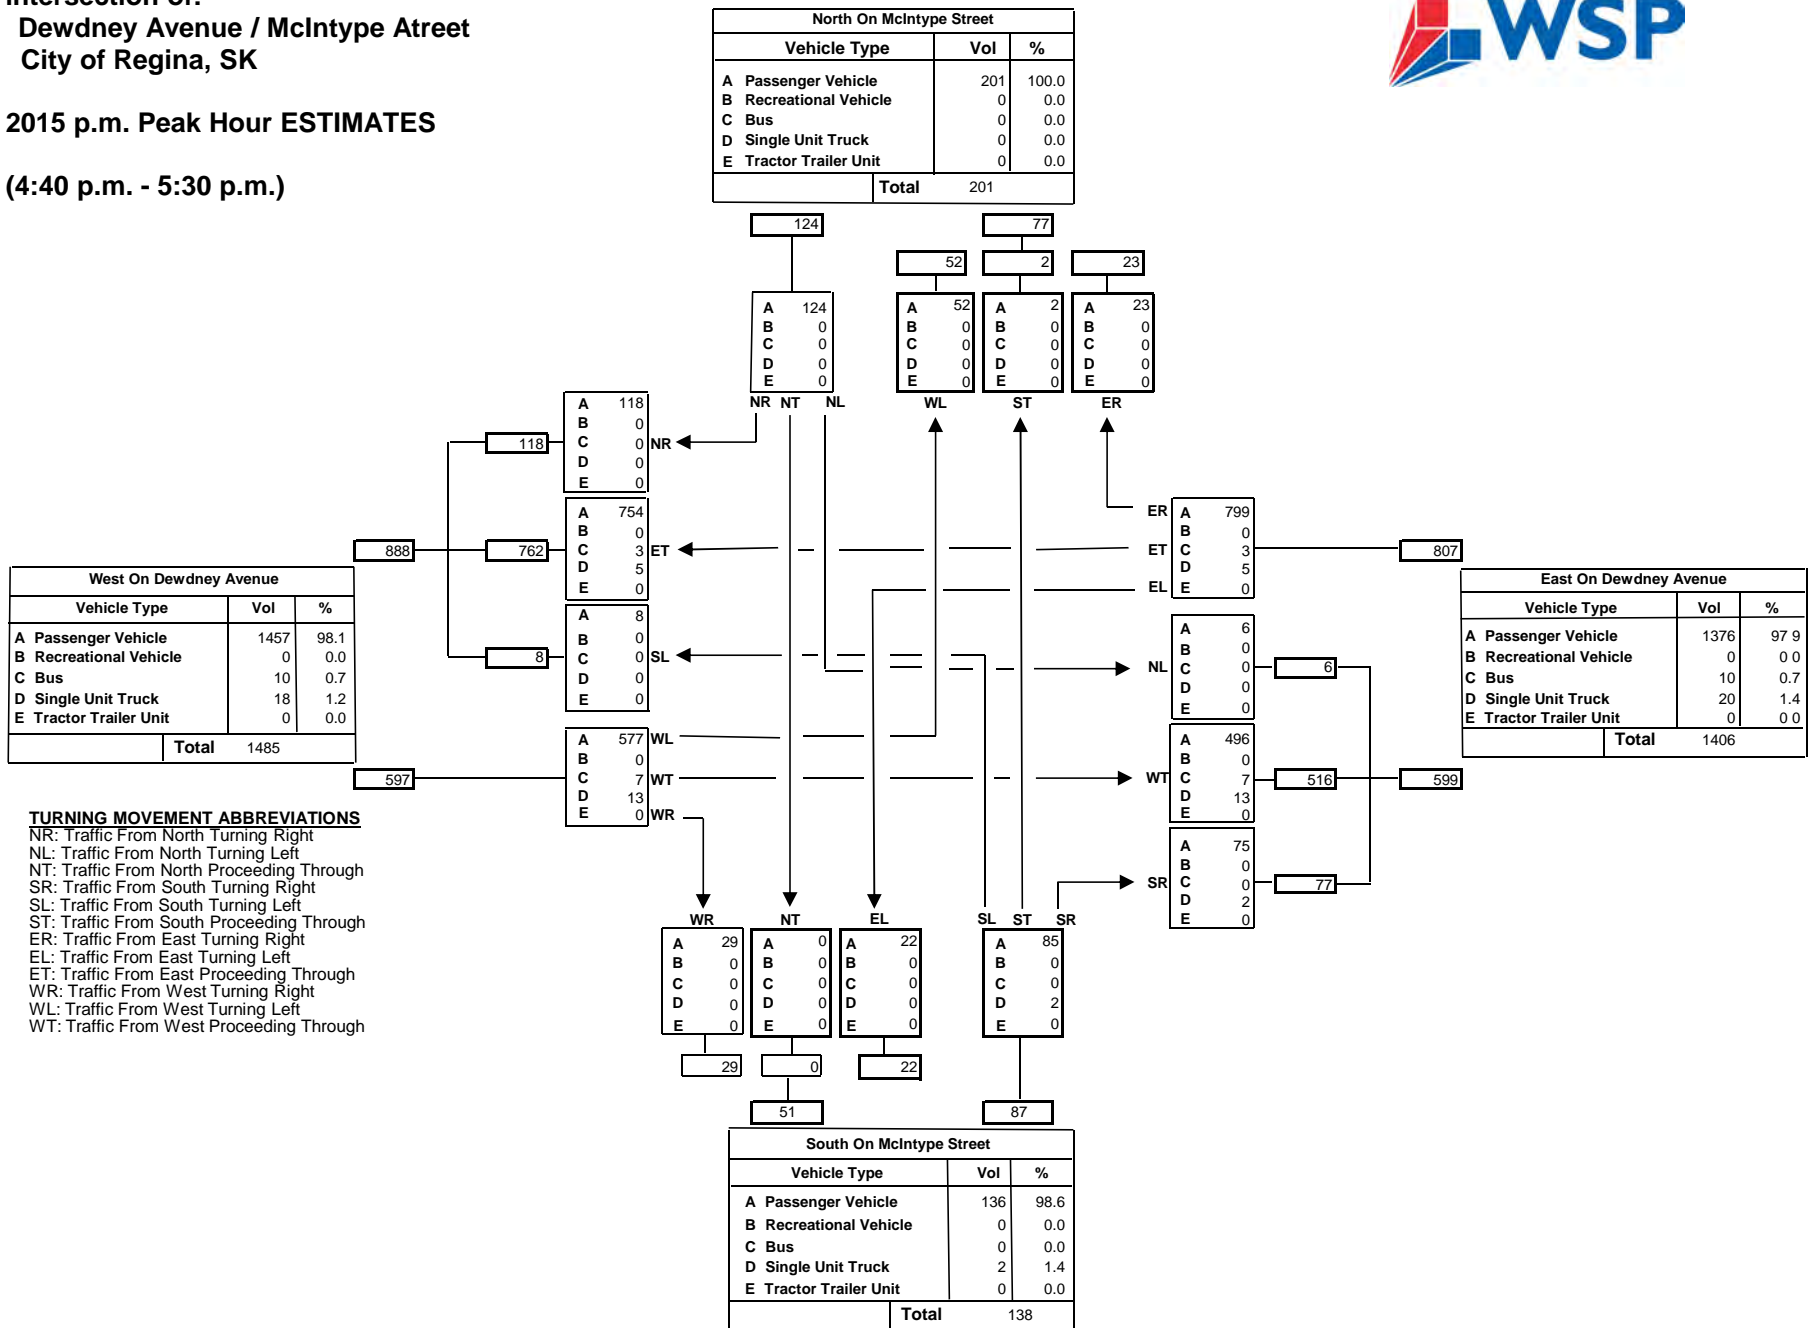 Intersection of:
Dewdney Avenue / McIntype Atreet
City of Regina, SK
2015 p.m. Peak Hour ESTIMATES
(4:40 p.m. - 5:30 p.m.)
WSP
North On McIntype Street
Vehicle Type Vol %
A Passenger Vehicle 201 100.0
B Recreational Vehicle 0 0.0
C Bus 0 0.0
D Single Unit Truck 0 0.0
E Tractor Trailer Unit 0 0.0
Total 201
124 77
52 2 23
A 124
B 0
C 0
D 0
E 0
A 52
B 0
C 0
D 0
E 0
A 2
B 0
C 0
D 0
E 0
A 23
B 0
C 0
D 0
E 0
NR NT NL WL ST ER
118
A 118
B 0
C 0 NR
D 0
E 0
888 762
A 754
B 0
C 3 ET
D 5
E 0
8
A 8
B 0
C 0 SL
D 0
E 0
597
A 577 WL
B 0
C 7 WT
D 13
E 0 WR
West On Dewdney Avenue
Vehicle Type Vol %
A Passenger Vehicle 1457 98.1
B Recreational Vehicle 0 0.0
C Bus 10 0.7
D Single Unit Truck 18 1.2
E Tractor Trailer Unit 0 0.0
Total 1485
ER A 799
B 0
ET C 3
D 5
EL E 0
807
A 6
B 0
NL C 0
D 0
E 0
6
A 496
B 0
WT C 7
D 13
E 0
516 599
A 75
B 0
SR C 0
D 2
E 0
77
East On Dewdney Avenue
Vehicle Type Vol %
A Passenger Vehicle 1376 97 9
B Recreational Vehicle 0 0 0
C Bus 10 0.7
D Single Unit Truck 20 1.4
E Tractor Trailer Unit 0 0 0
Total 1406
TURNING MOVEMENT ABBREVIATIONS
NR: Traffic From North Turning Right
NL: Traffic From North Turning Left
NT: Traffic From North Proceeding Through
SR: Traffic From South Turning Right
SL: Traffic From South Turning Left
ST: Traffic From South Proceeding Through
ER: Traffic From East Turning Right
EL: Traffic From East Turning Left
ET: Traffic From East Proceeding Through
WR: Traffic From West Turning Right
WL: Traffic From West Turning Left
WT: Traffic From West Proceeding Through
WR NT EL SL ST SR
A 29
B 0
C 0
D 0
E 0
A 0
B 0
C 0
D 0
E 0
A 22
B 0
C 0
D 0
E 0
A 85
B 0
C 0
D 2
E 0
29 0 22
51 87
South On McIntype Street
Vehicle Type Vol %
A Passenger Vehicle 136 98.6
B Recreational Vehicle 0 0.0
C Bus 0 0.0
D Single Unit Truck 2 1.4
E Tractor Trailer Unit 0 0.0
Total 138